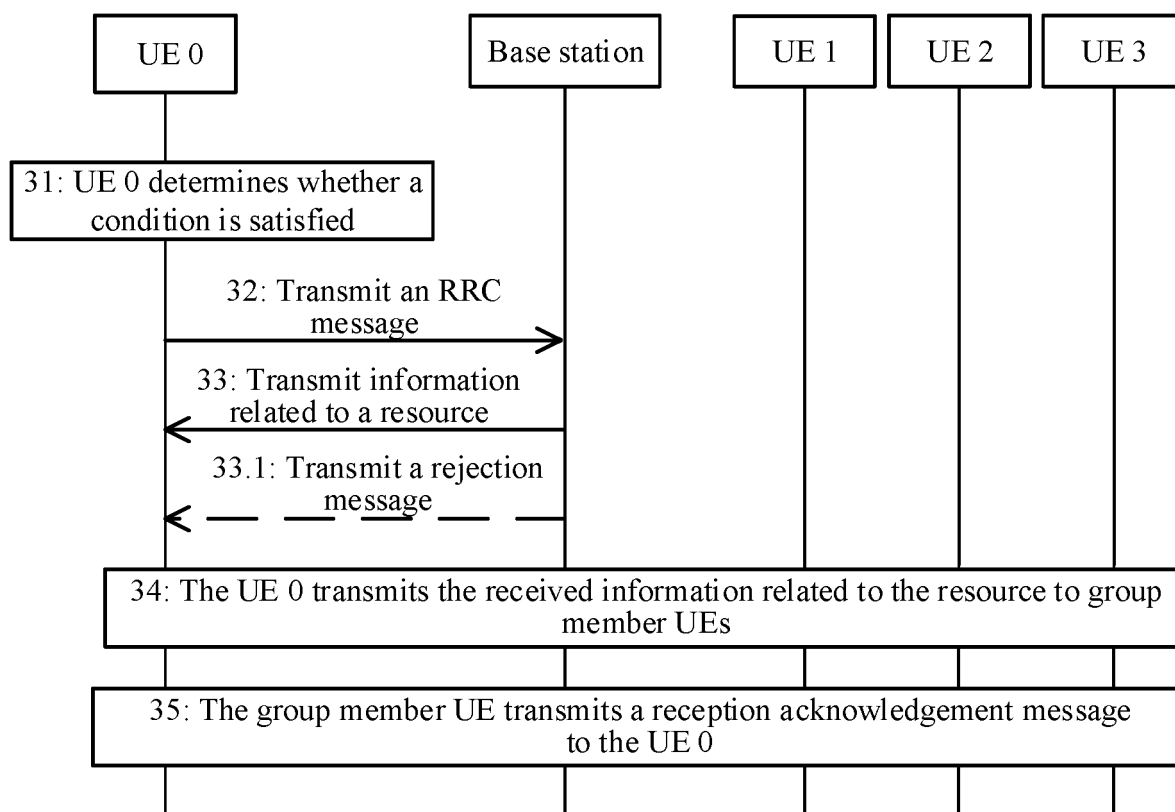 UE 0
Base station
UE 1
UE 2
UE 3
31: UE 0 determines whether a
condition is satisfied
32: Transmit an RRC
message
33: Transmit information
related to a resource
33.1: Transmit a rejection
message
34: The UE 0 transmits the received information related to the resource to group
member UEs
35: The group member UE transmits a reception acknowledgement message
to the UE 0